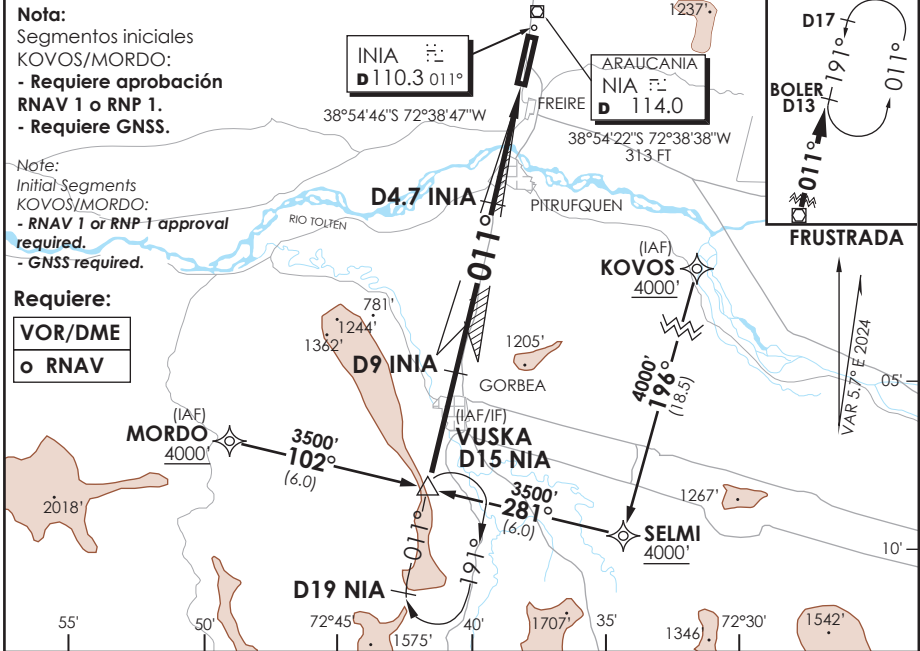 Nota:
Segmentos iniciales
KOVOS/MORDO:
- Requiere aprobación
RNAV 1 o RNP 1.
- Requiere GNSS.
Note:
Initial Segments
KOVOS/MORDO:
- RNAV 1 or RNP 1 approval
required.
- GNSS required.
Requiere:
VOR/DME
o RNAV
INIA
D 110.3 011°
38°54'46"S 72°38'47"W
ARAUCANIA
NIA
D 114.0
38°54'22"S 72°38'38"W
313 FT
1237'
FREIRE
D17
191°
011°
BOLER
D13
011°
FRUSTRADA
D4.7 INIA
PITRUFQUEN
RIO TOLTEN
011°
(IAF)
KOVOS
4000'
781'
1244'
1362'
1205'
D9 INIA
GORBEA
4000'
196°
(18.5)
VAR 5.7° E 2024
05'
(IAF)
MORDO
4000'
3500'
102°
(6.0)
(IAF/IF)
VUSKA
D15 NIA
3500'
281°
(6.0)
1267'
SELMI
4000'
2018'
011°
191°
10'
D19 NIA
55'
50'
72°45'
1575'
40'
1707'
35'
1346'
72°30'
1542'